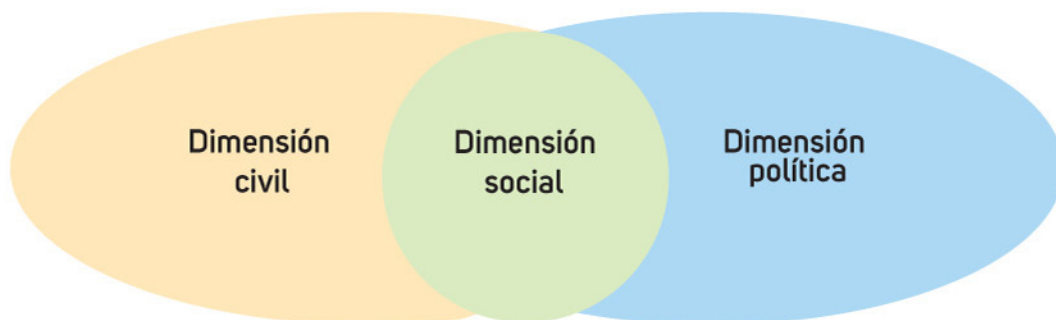 Dimensión
civil
Dimensión
social
Dimensión
política